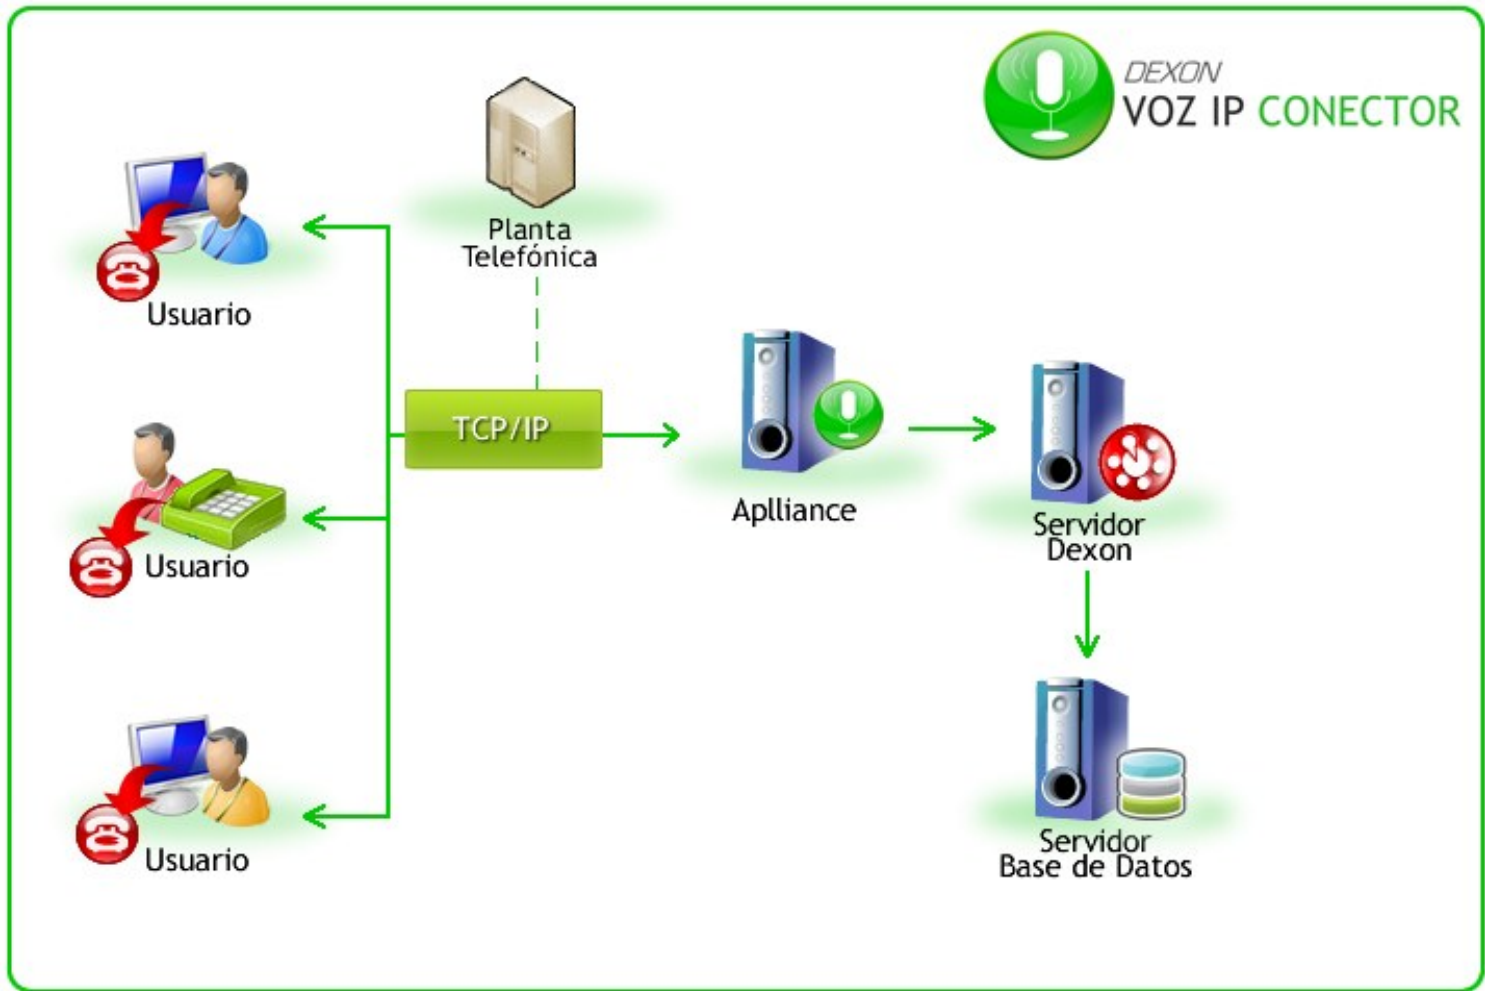 DEXON
VOZ IP CONECTOR
Planta
Telefónica
Usuario
TCP/IP
Aplliance
Servidor
Dexon
Usuario
Servidor
Base de Datos
Usuario